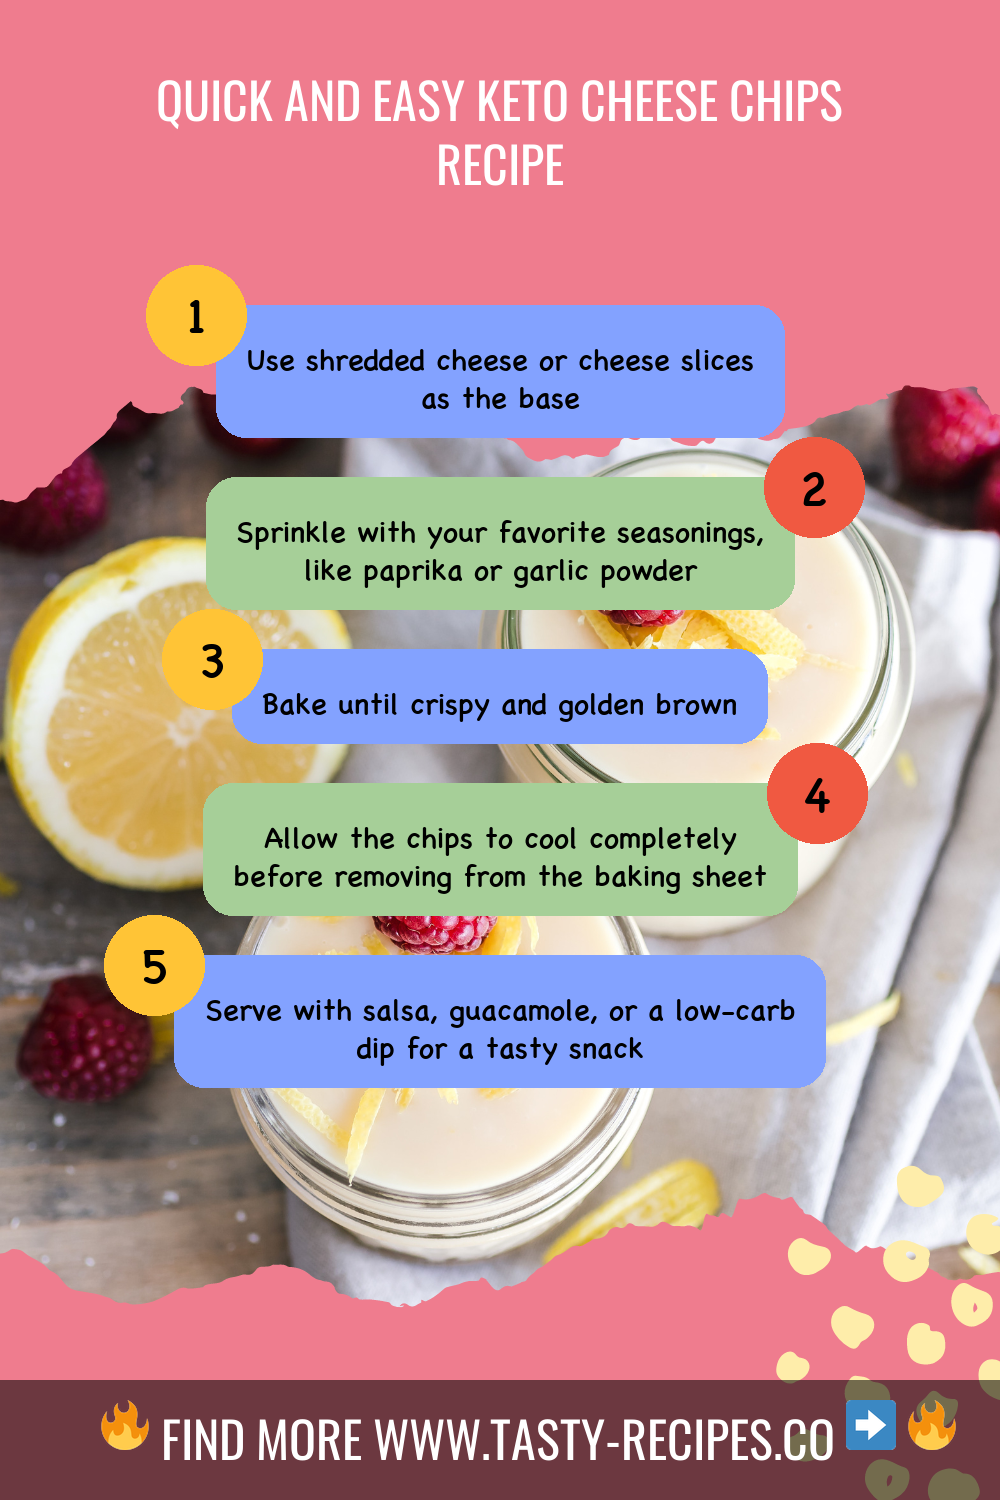 QUICK AND EASY KETO CHEESE CHIPS
RECIPE
1
Use shredded cheese or cheese slices
as the base
2
Sprinkle with your favorite seasonings,
like paprika or garlic powder
3
Bake until crispy and golden brown
4
Allow the chips to cool completely
before removing from the baking sheet
5
Serve with salsa, guacamole, or a low-carb
dip for a tasty snack
FIND MORE WWW.TASTY-RECIPES.CO